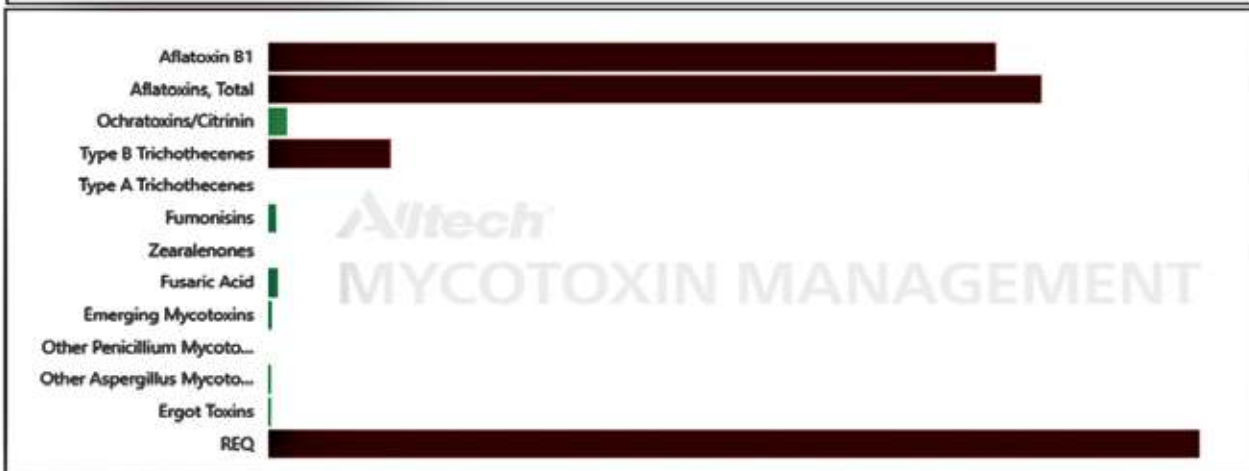 Aflatoxin B1
Aflatoxins, Total
Ochratoxins/Citrinin
Type B Trichothecenes
Type A Trichothecenes
Fumonisins
Zearalenones
Fusaric Acid
Emerging Mycotoxins
Other Penicillium Mycoto...
Other Aspergillus Mycoto...
Ergot Toxins
REQ
Alltech
MYCOTOXIN MANAGEMENT